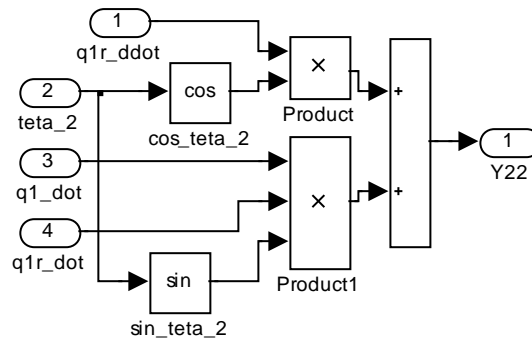 1
q1r_ddot
2
teta_2
cos
cos_teta_2
×
Product
3
q1_dot
4
q1r_dot
sin
sin_teta_2
×
Product1
+
+
1
Y22